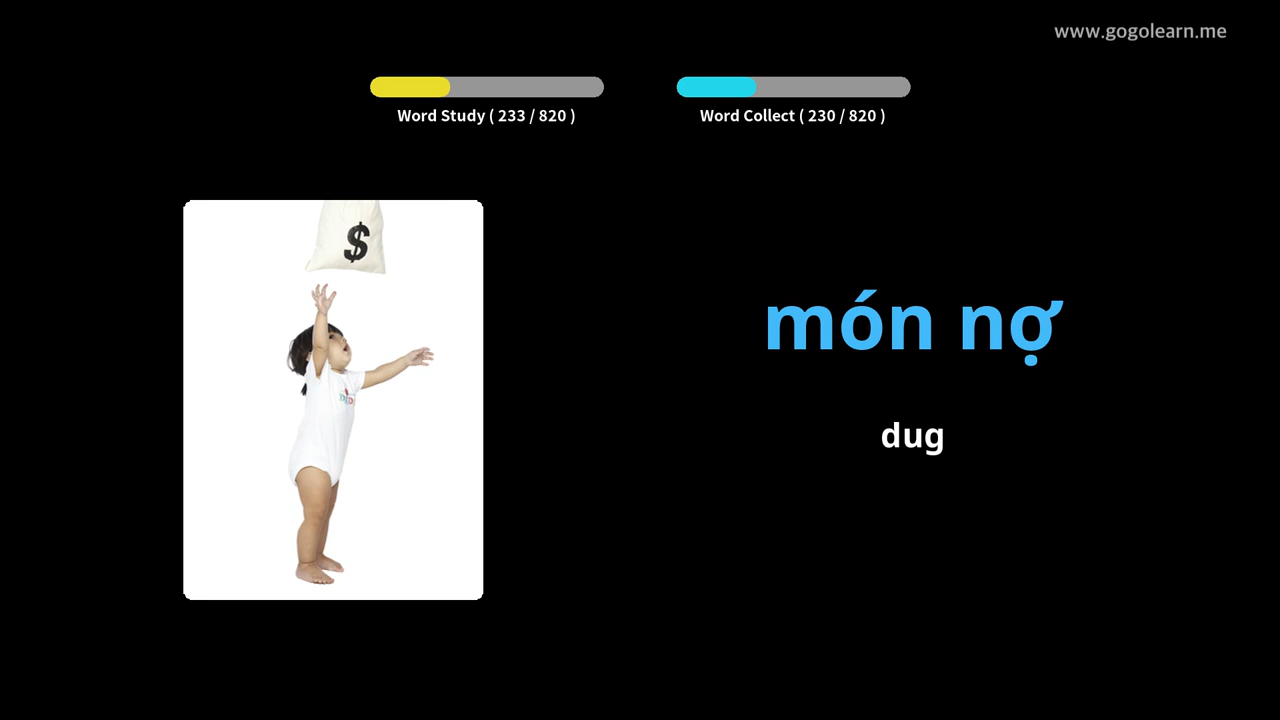 www.gogolearn.me
Word Study ( 233 / 820 )
Word Collect ( 230 / 820 )
$
món nợ
dug